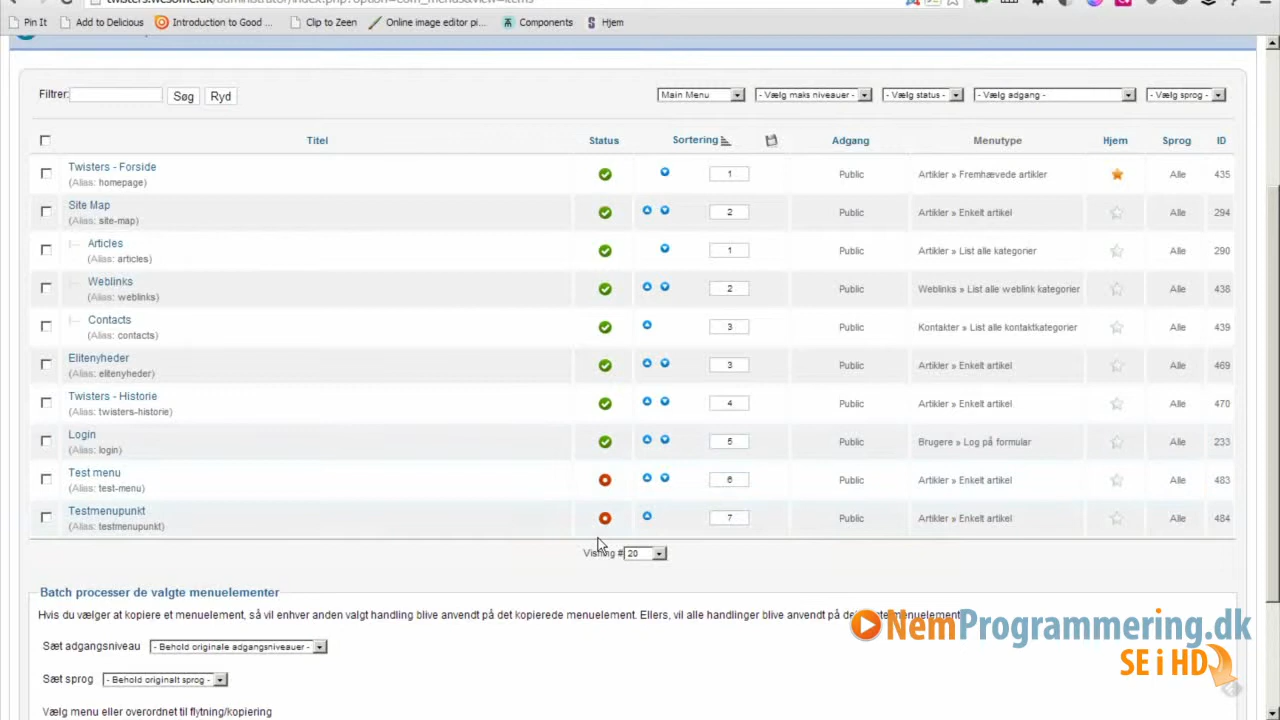 Pin It Add to Delicious Introduction to Good ... Clip to Zeen Online image editor pi... Components Hjem
Filtrer: Søg Ryd Main Menu - Vælg maks niveauer - - Vælg status - - Vælg adgang - - Vælg sprog -
Titel Status Sortering Adgang Menutype Hjem Sprog ID
Twisters - Forside
(Alias: homepage) 1 Public Artikler » Fremhævede artikler Alle 435
Site Map
(Alias: site-map) 2 Public Artikler » Enkelt artikel Alle 294
Articles
(Alias: articles) 1 Public Artikler » List alle kategorier Alle 290
Weblinks
(Alias: weblinks) 2 Public Weblinks » List alle weblink kategorier Alle 438
Contacts
(Alias: contacts) 3 Public Kontakter » List alle kontaktkategorier Alle 439
Elitenyheder
(Alias: elitenyheder) 3 Public Artikler » Enkelt artikel Alle 469
Twisters - Historie
(Alias: twisters-historie) 4 Public Artikler » Enkelt artikel Alle 470
Login
(Alias: login) 5 Public Brugere » Log på formular Alle 233
Test menu
(Alias: test-menu) 6 Public Artikler » Enkelt artikel Alle 483
Testmenupunkt
(Alias: testmenupunkt) 7 Public Artikler » Enkelt artikel Alle 484
Visning # 20
Batch processer de valgte menuelementer
Hvis du vælger at kopiere et menuelement, så vil enhver anden valgt handling blive anvendt på det kopierede menuelement. Ellers, vil alle handlinger blive anvendt på
NemProgrammering.dk
Sæt adgangsniveau - Behold originale adgangsniveauer -
SE i HD
Sæt sprog - Behold originalt sprog -
Vælg menu eller overordnet til flytning/kopiering